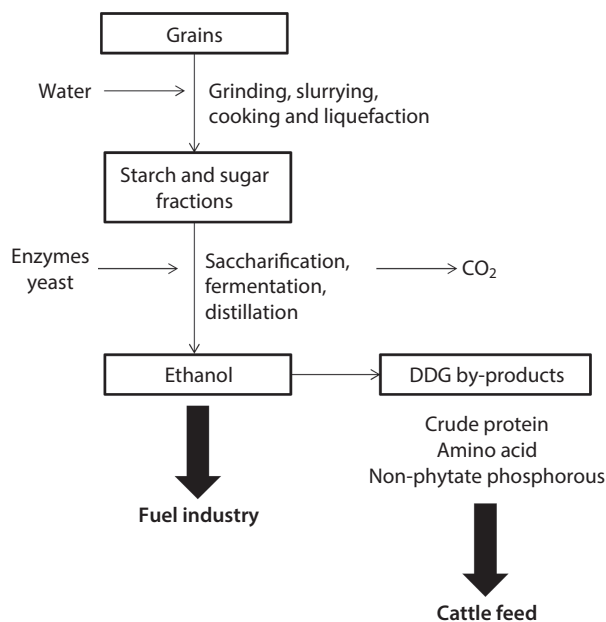 Grains
Water
Grinding, slurrying,
cooking and liquefaction
Starch and sugar
fractions
Enzymes
yeast
Saccharification,
fermentation,
distillation
CO₂
Ethanol
DDG by-products
Crude protein
Amino acid
Non-phytate phosphorous
Fuel industry
Cattle feed